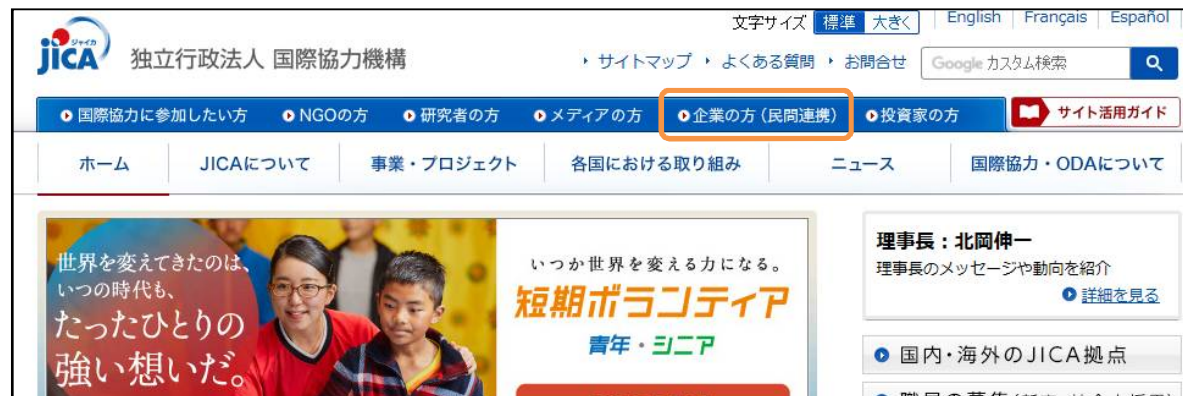 文字サイズ 標準 大きく English Français Español
ジャイカ
JICA 独立行政法人 国際協力機構
サイトマップ よくある質問 お問合せ Google カスタム検索
国際協力に参加したい方 NGOの方 研究者の方 メディアの方 企業の方(民間連携) 投資家の方 サイト活用ガイド
ホーム JICAについて 事業・プロジェクト 各国における取り組み ニュース 国際協力・ODAについて
世界を変えてきたのは、
いつの時代も、
たったひとりの
強い想いだ。
いつか世界を変える力になる。
短期ボランティア
青年・シニア
理事長:北岡伸一
理事長のメッセージや動向を紹介
詳細を見る
国内・海外のJICA拠点